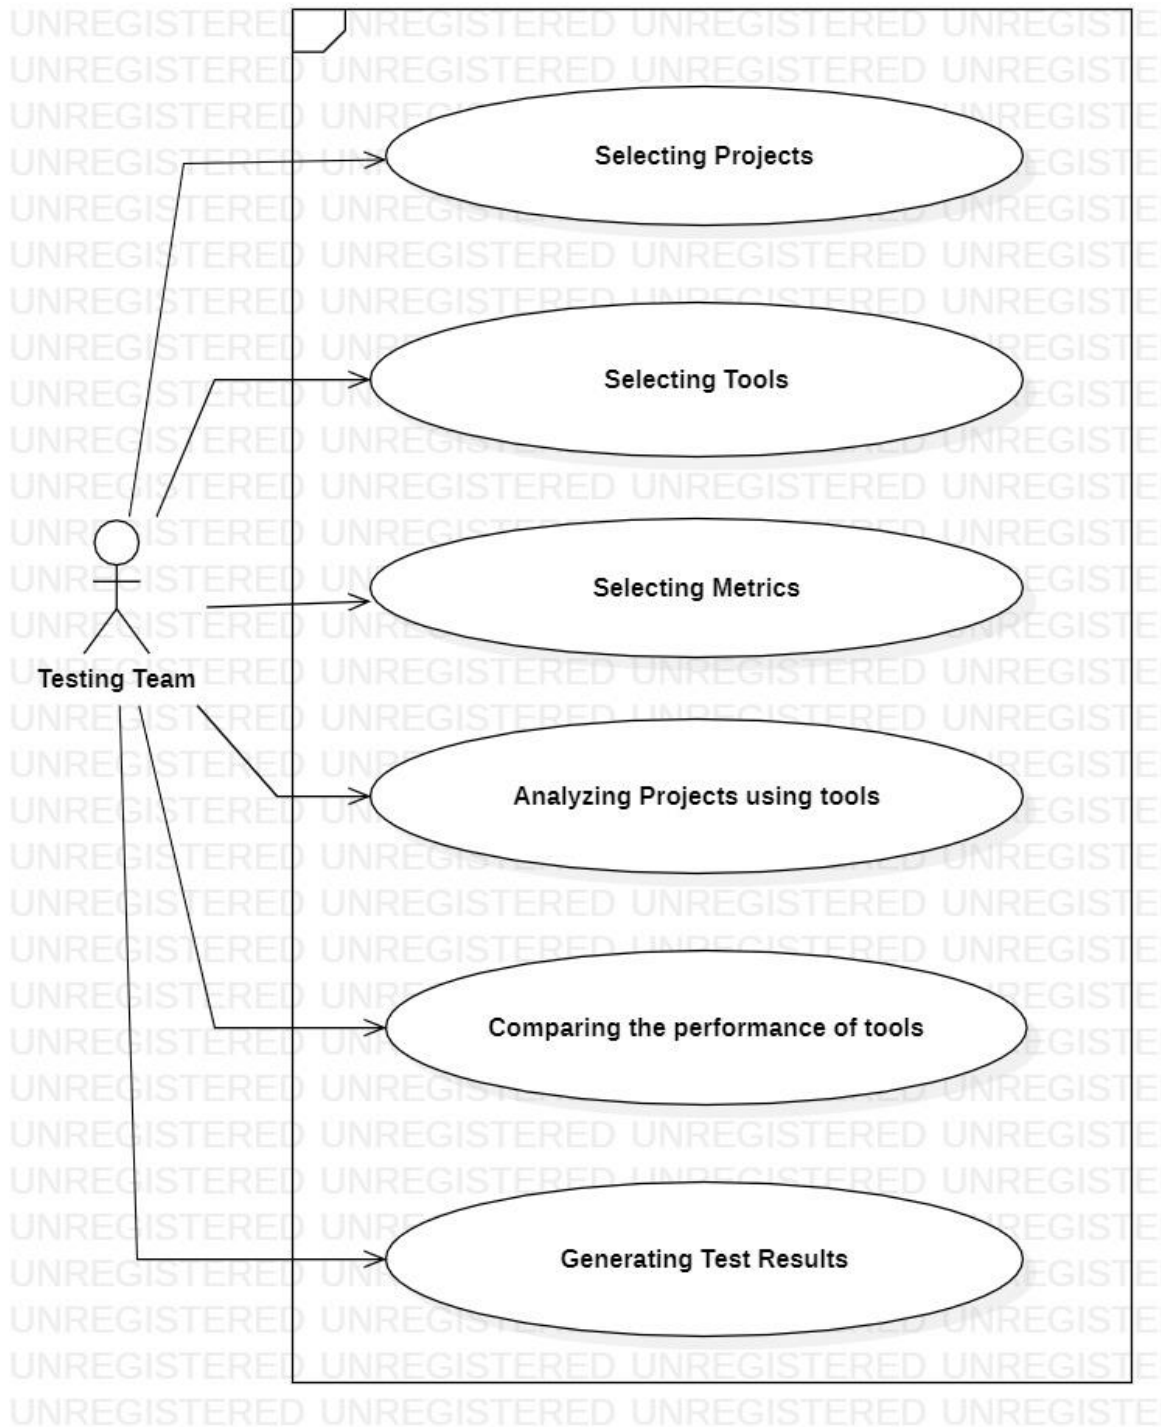 Selecting Projects
Selecting Tools
Selecting Metrics
Testing Team
Analyzing Projects using tools
Comparing the performance of tools
Generating Test Results